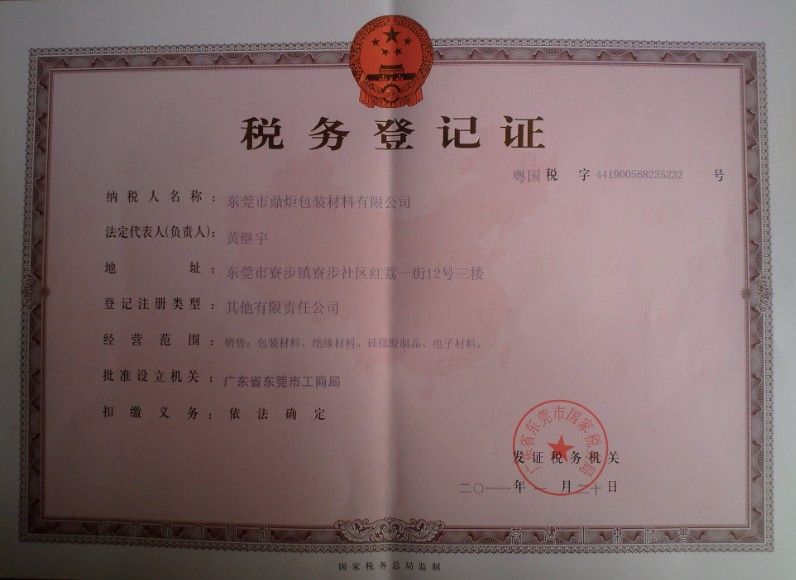 税务登记证
粤国税 字 441900568235232 号
纳税人名称：东莞市鼎炬包装材料有限公司
法定代表人(负责人)：黄继宇
地 址：东莞市寮步镇寮步社区红荔一街12号三楼
登记注册类型：其他有限责任公司
经营范围：销售：包装材料、绝缘材料、硅橡胶制品、电子材料。
批准设立机关：广东省东莞市工商局
扣缴义务：依法确定
广东省东莞市国家税务局
发证税务机关
二〇一一年一月二十日
国家税务总局监制